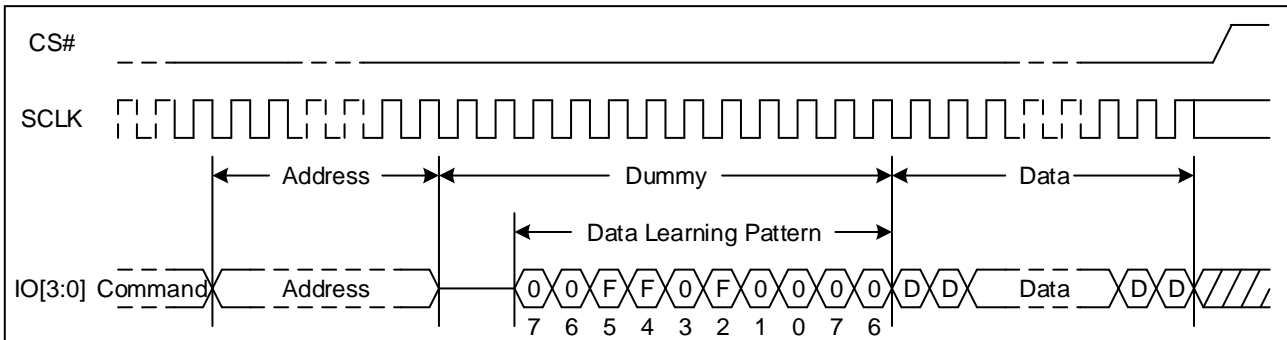 CS#
SCLK
Address Dummy Data
Data Learning Pattern
IO[3:0] Command Address 0 0 F F 0 F 0 0 0 0 D D Data D D
7 6 5 4 3 2 1 0 7 6